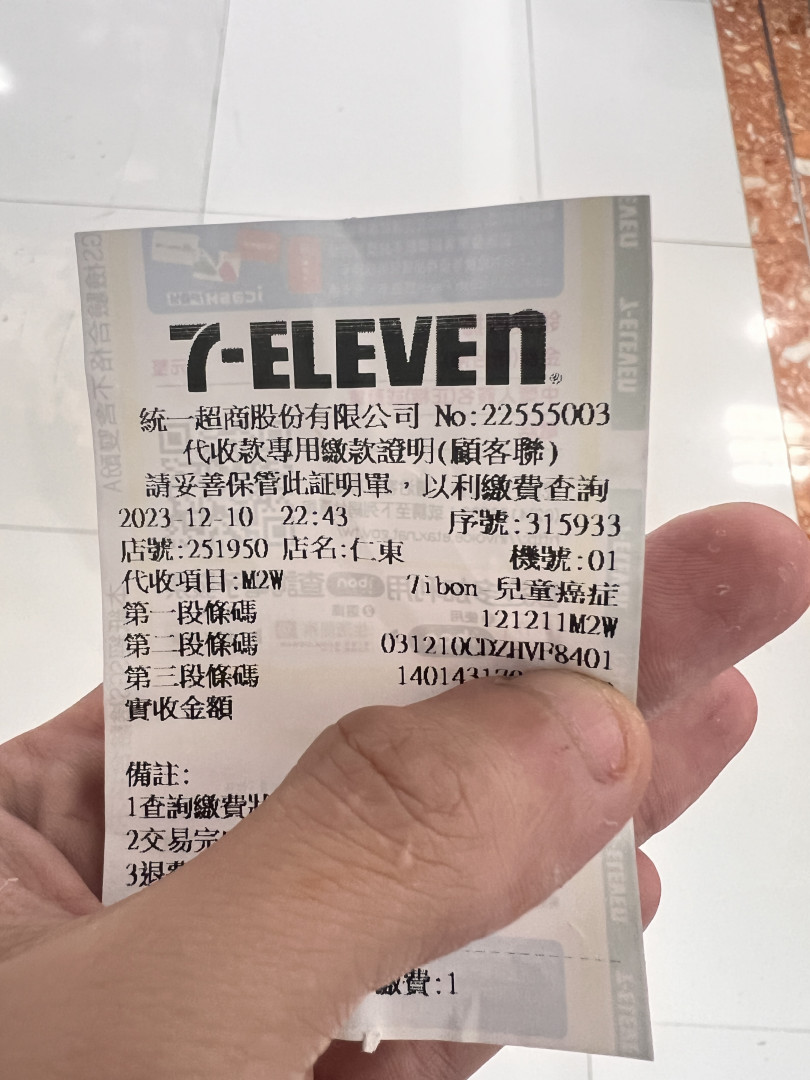 7-ELEVEN
統一超商股份有限公司 No:22555003
代收款專用繳款證明(顧客聯)
請妥善保管此証明單，以利繳費查詢
2023-12-10 22:43 序號:315933
店號:251950 店名:仁東 機號:01
代收項目:M2W 7ibon 兒童癌症
第一段條碼 121211M2W
第二段條碼 031210CDZHVF8401
第三段條碼
實收金額
備註:
1查詢繳費狀
2交易完
3退
繳費:1
7-ELEVEN